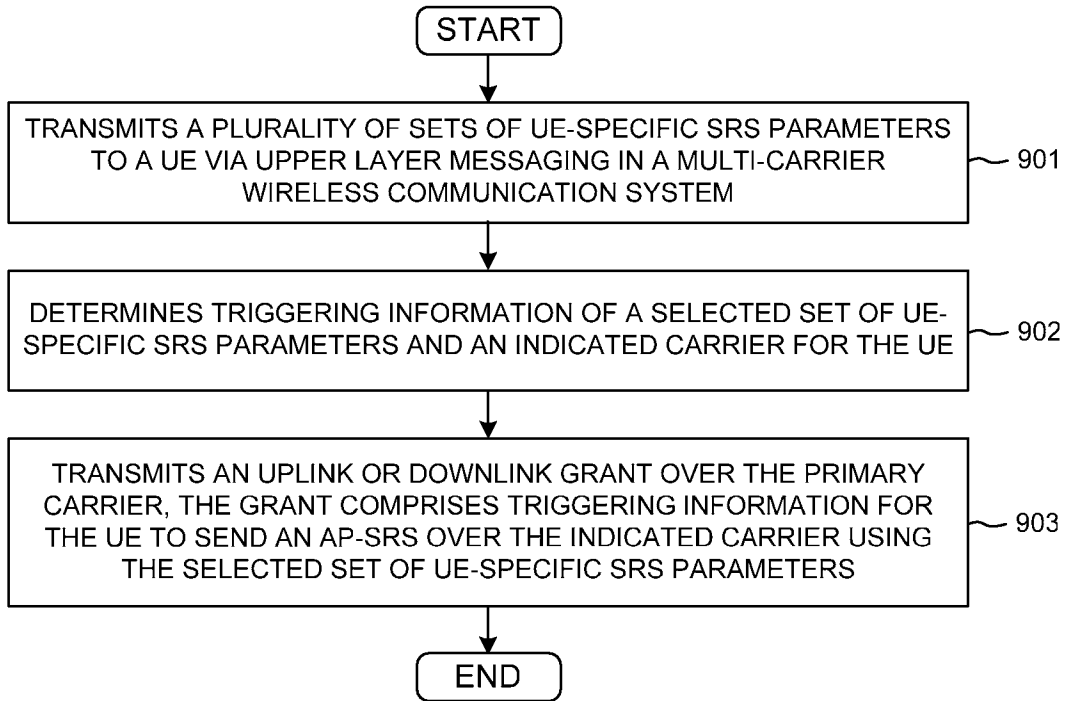 START
TRANSMITS A PLURALITY OF SETS OF UE-SPECIFIC SRS PARAMETERS
TO A UE VIA UPPER LAYER MESSAGING IN A MULTI-CARRIER
WIRELESS COMMUNICATION SYSTEM
901
DETERMINES TRIGGERING INFORMATION OF A SELECTED SET OF UE-
SPECIFIC SRS PARAMETERS AND AN INDICATED CARRIER FOR THE UE
902
TRANSMITS AN UPLINK OR DOWNLINK GRANT OVER THE PRIMARY
CARRIER, THE GRANT COMPRISES TRIGGERING INFORMATION FOR
THE UE TO SEND AN AP-SRS OVER THE INDICATED CARRIER USING
THE SELECTED SET OF UE-SPECIFIC SRS PARAMETERS
903
END